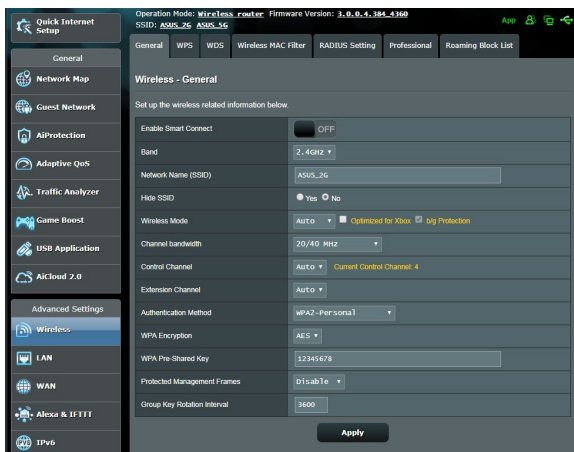 Quick Internet
Setup
General
Network Map
Guest Network
AiProtection
Adaptive QoS
Traffic Analyzer
Game Boost
USB Application
AiCloud 2.0
Advanced Settings
Wireless
LAN
WAN
Alexa & IFTTT
IPv6
Operation Mode: Wireless router Firmware Version: 3.0.0.4.384_4360
SSID: ASUS_2G ASUS_5G
App
General WPS WDS Wireless MAC Filter RADIUS Setting Professional Roaming Block List
Wireless - General
Set up the wireless related information below.
Enable Smart Connect OFF
Band 2.4GHz
Network Name (SSID) ASUS_2G
Hide SSID Yes No
Wireless Mode Auto Optimized for Xbox b/g Protection
Channel bandwidth 20/40 MHz
Control Channel Auto Current Control Channel: 4
Extension Channel Auto
Authentication Method WPA2-Personal
WPA Encryption AES
WPA Pre-Shared Key 12345678
Protected Management Frames Disable
Group Key Rotation Interval 3600
Apply